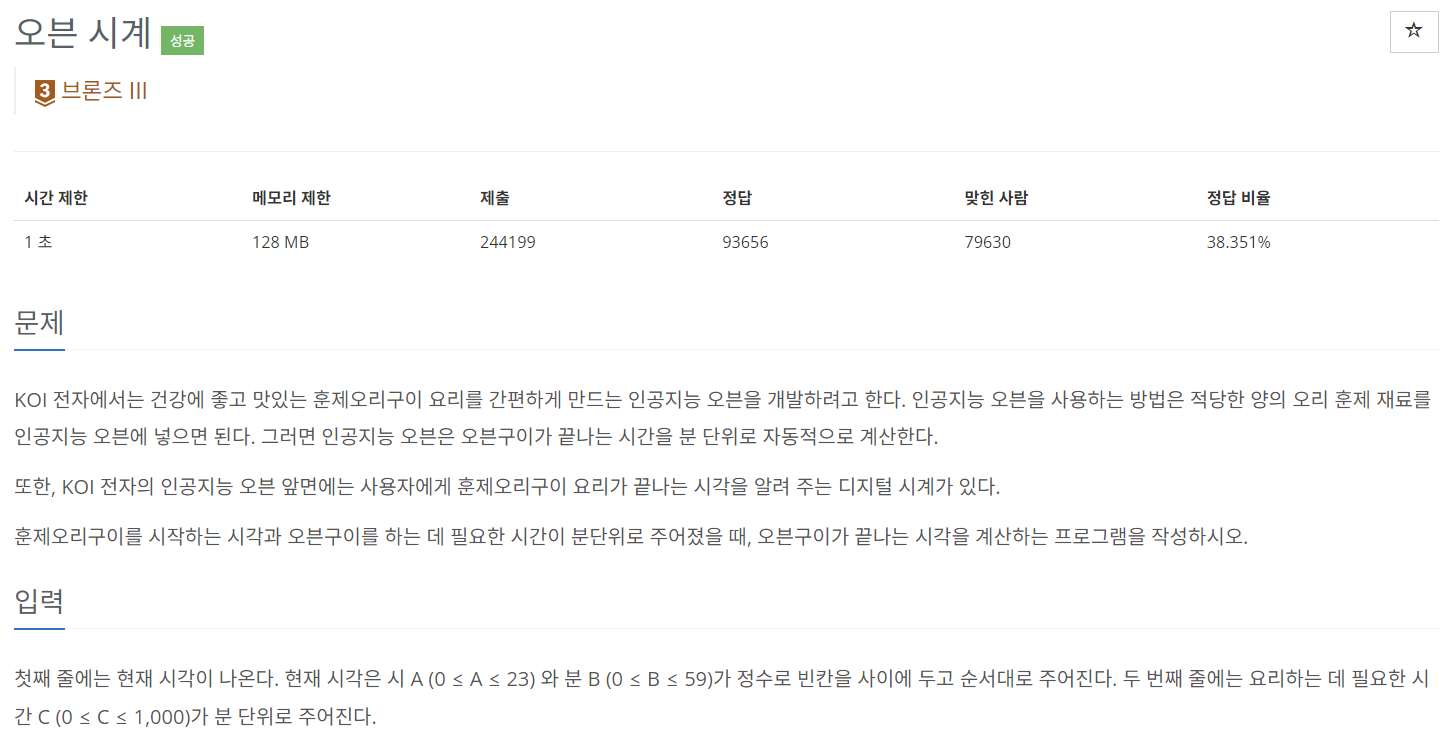 오븐 시계 성공
☆
3 브론즈 III
시간 제한 메모리 제한 제출 정답 맞힌 사람 정답 비율
1 초 128 MB 244199 93656 79630 38.351%
문제
KOI 전자에서는 건강에 좋고 맛있는 훈제오리구이 요리를 간편하게 만드는 인공지능 오븐을 개발하려고 한다. 인공지능 오븐을 사용하는 방법은 적당한 양의 오리 훈제 재료를
인공지능 오븐에 넣으면 된다. 그러면 인공지능 오븐은 오븐구이가 끝나는 시간을 분 단위로 자동적으로 계산한다.
또한, KOI 전자의 인공지능 오븐 앞면에는 사용자에게 훈제오리구이 요리가 끝나는 시각을 알려 주는 디지털 시계가 있다.
훈제오리구이를 시작하는 시각과 오븐구이를 하는 데 필요한 시간이 분단위로 주어졌을 때, 오븐구이가 끝나는 시각을 계산하는 프로그램을 작성하시오.
입력
첫째 줄에는 현재 시각이 나온다. 현재 시각은 시 A (0 ≤ A ≤ 23) 와 분 B (0 ≤ B ≤ 59)가 정수로 빈칸을 사이에 두고 순서대로 주어진다. 두 번째 줄에는 요리하는 데 필요한 시
간 C (0 ≤ C ≤ 1,000)가 분 단위로 주어진다.